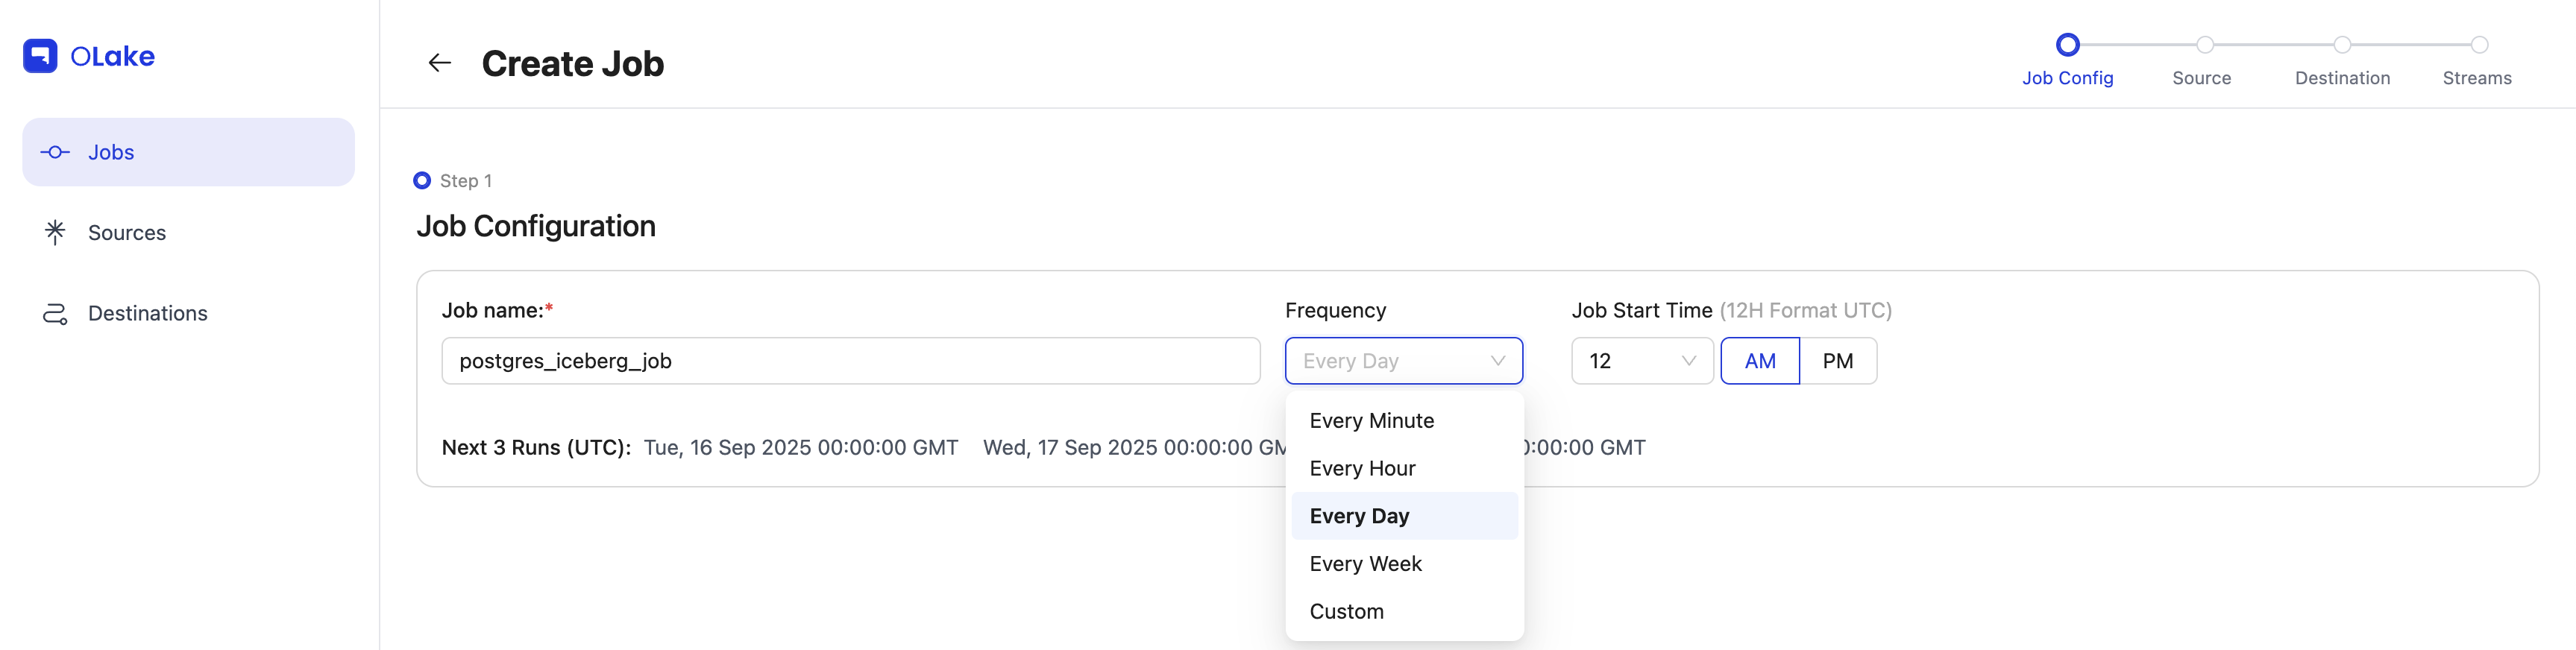 OLake
Jobs
Sources
Destinations
Create Job
Job Config
Source
Destination
Streams
Step 1
Job Configuration
Job name:*
postgres_iceberg_job
Frequency
Every Day
Job Start Time (12H Format UTC)
12
AM
PM
Every Minute
Every Hour
Every Day
Every Week
Custom
Next 3 Runs (UTC): Tue, 16 Sep 2025 00:00:00 GMT Wed, 17 Sep 2025 00:00:00 :00:00 GMT